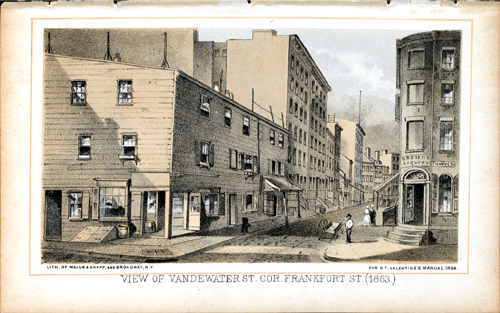 GROCERIES
LIQUORS
LITH. OF MAJOR & KNAPP, 449 BROADWAY, N.Y.
FOR D.T. VALENTINE'S MANUAL 1864.
VIEW OF VANDEWATER ST. COR. FRANKFORT ST. (1863.)